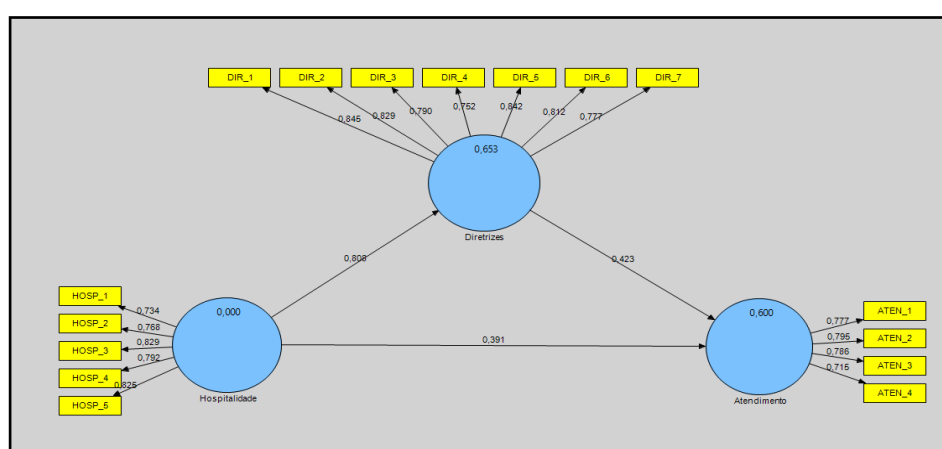 DIR_1 DIR_2 DIR_3 DIR_4 DIR_5 DIR_6 DIR_7
0,845 0,829 0,790 0,752 0,842 0,812 0,777
0,653
Diretrizes
0,808
0,423
HOSP_1
0,734
HOSP_2
0,768
HOSP_3
0,829
HOSP_4
0,792
HOSP_5
0,825
0,000
Hospitalidade
0,391
0,600
Atendimento
0,777
ATEN_1
0,795
ATEN_2
0,786
ATEN_3
0,715
ATEN_4